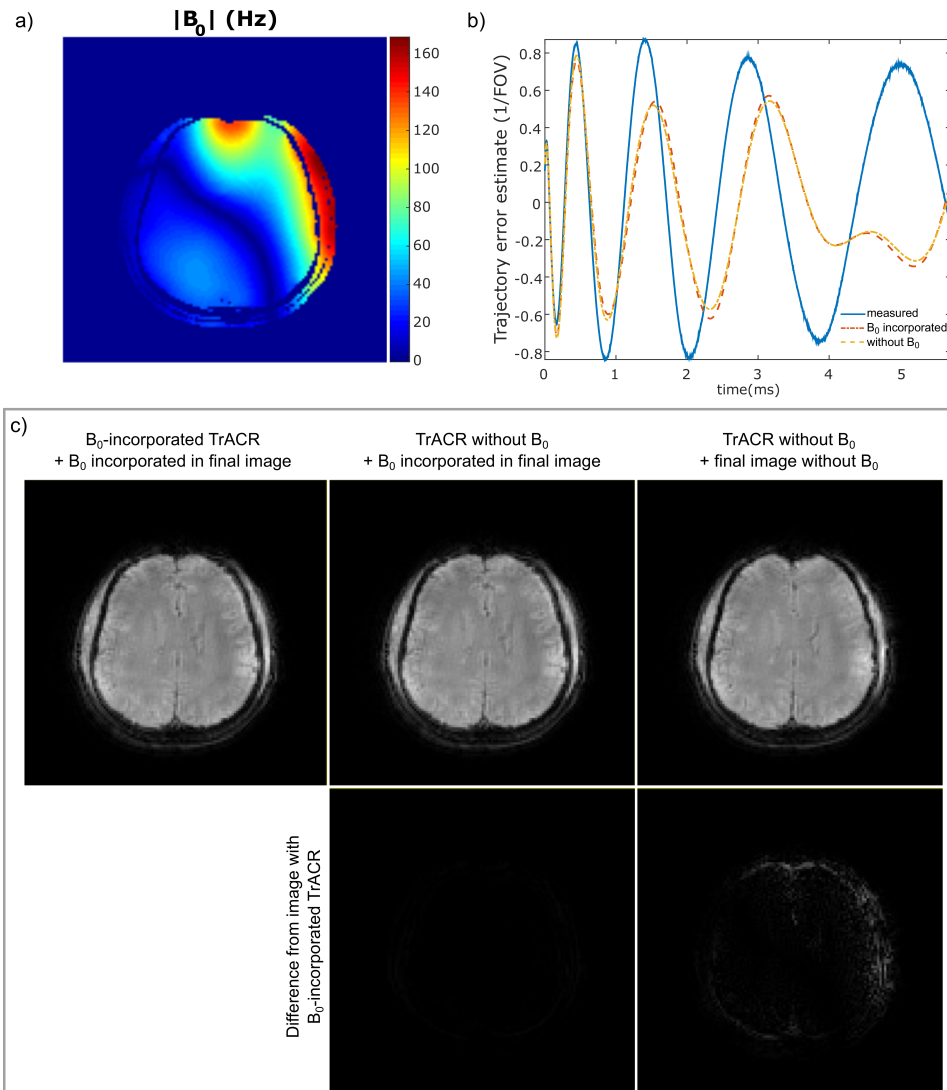 a)
|B₀| (Hz)
160
140
120
100
80
60
40
20
0
b)
Trajectory error estimate (1/FOV)
0.8
0.6
0.4
0.2
0
-0.2
-0.4
-0.6
-0.8
0 1 2 3 4 5
time(ms)
measured
B₀ incorporated
without B₀
c)
B₀-incorporated TrACR
+ B₀ incorporated in final image
TrACR without B₀
+ B₀ incorporated in final image
TrACR without B₀
+ final image without B₀
Difference from image with
B₀-incorporated TrACR